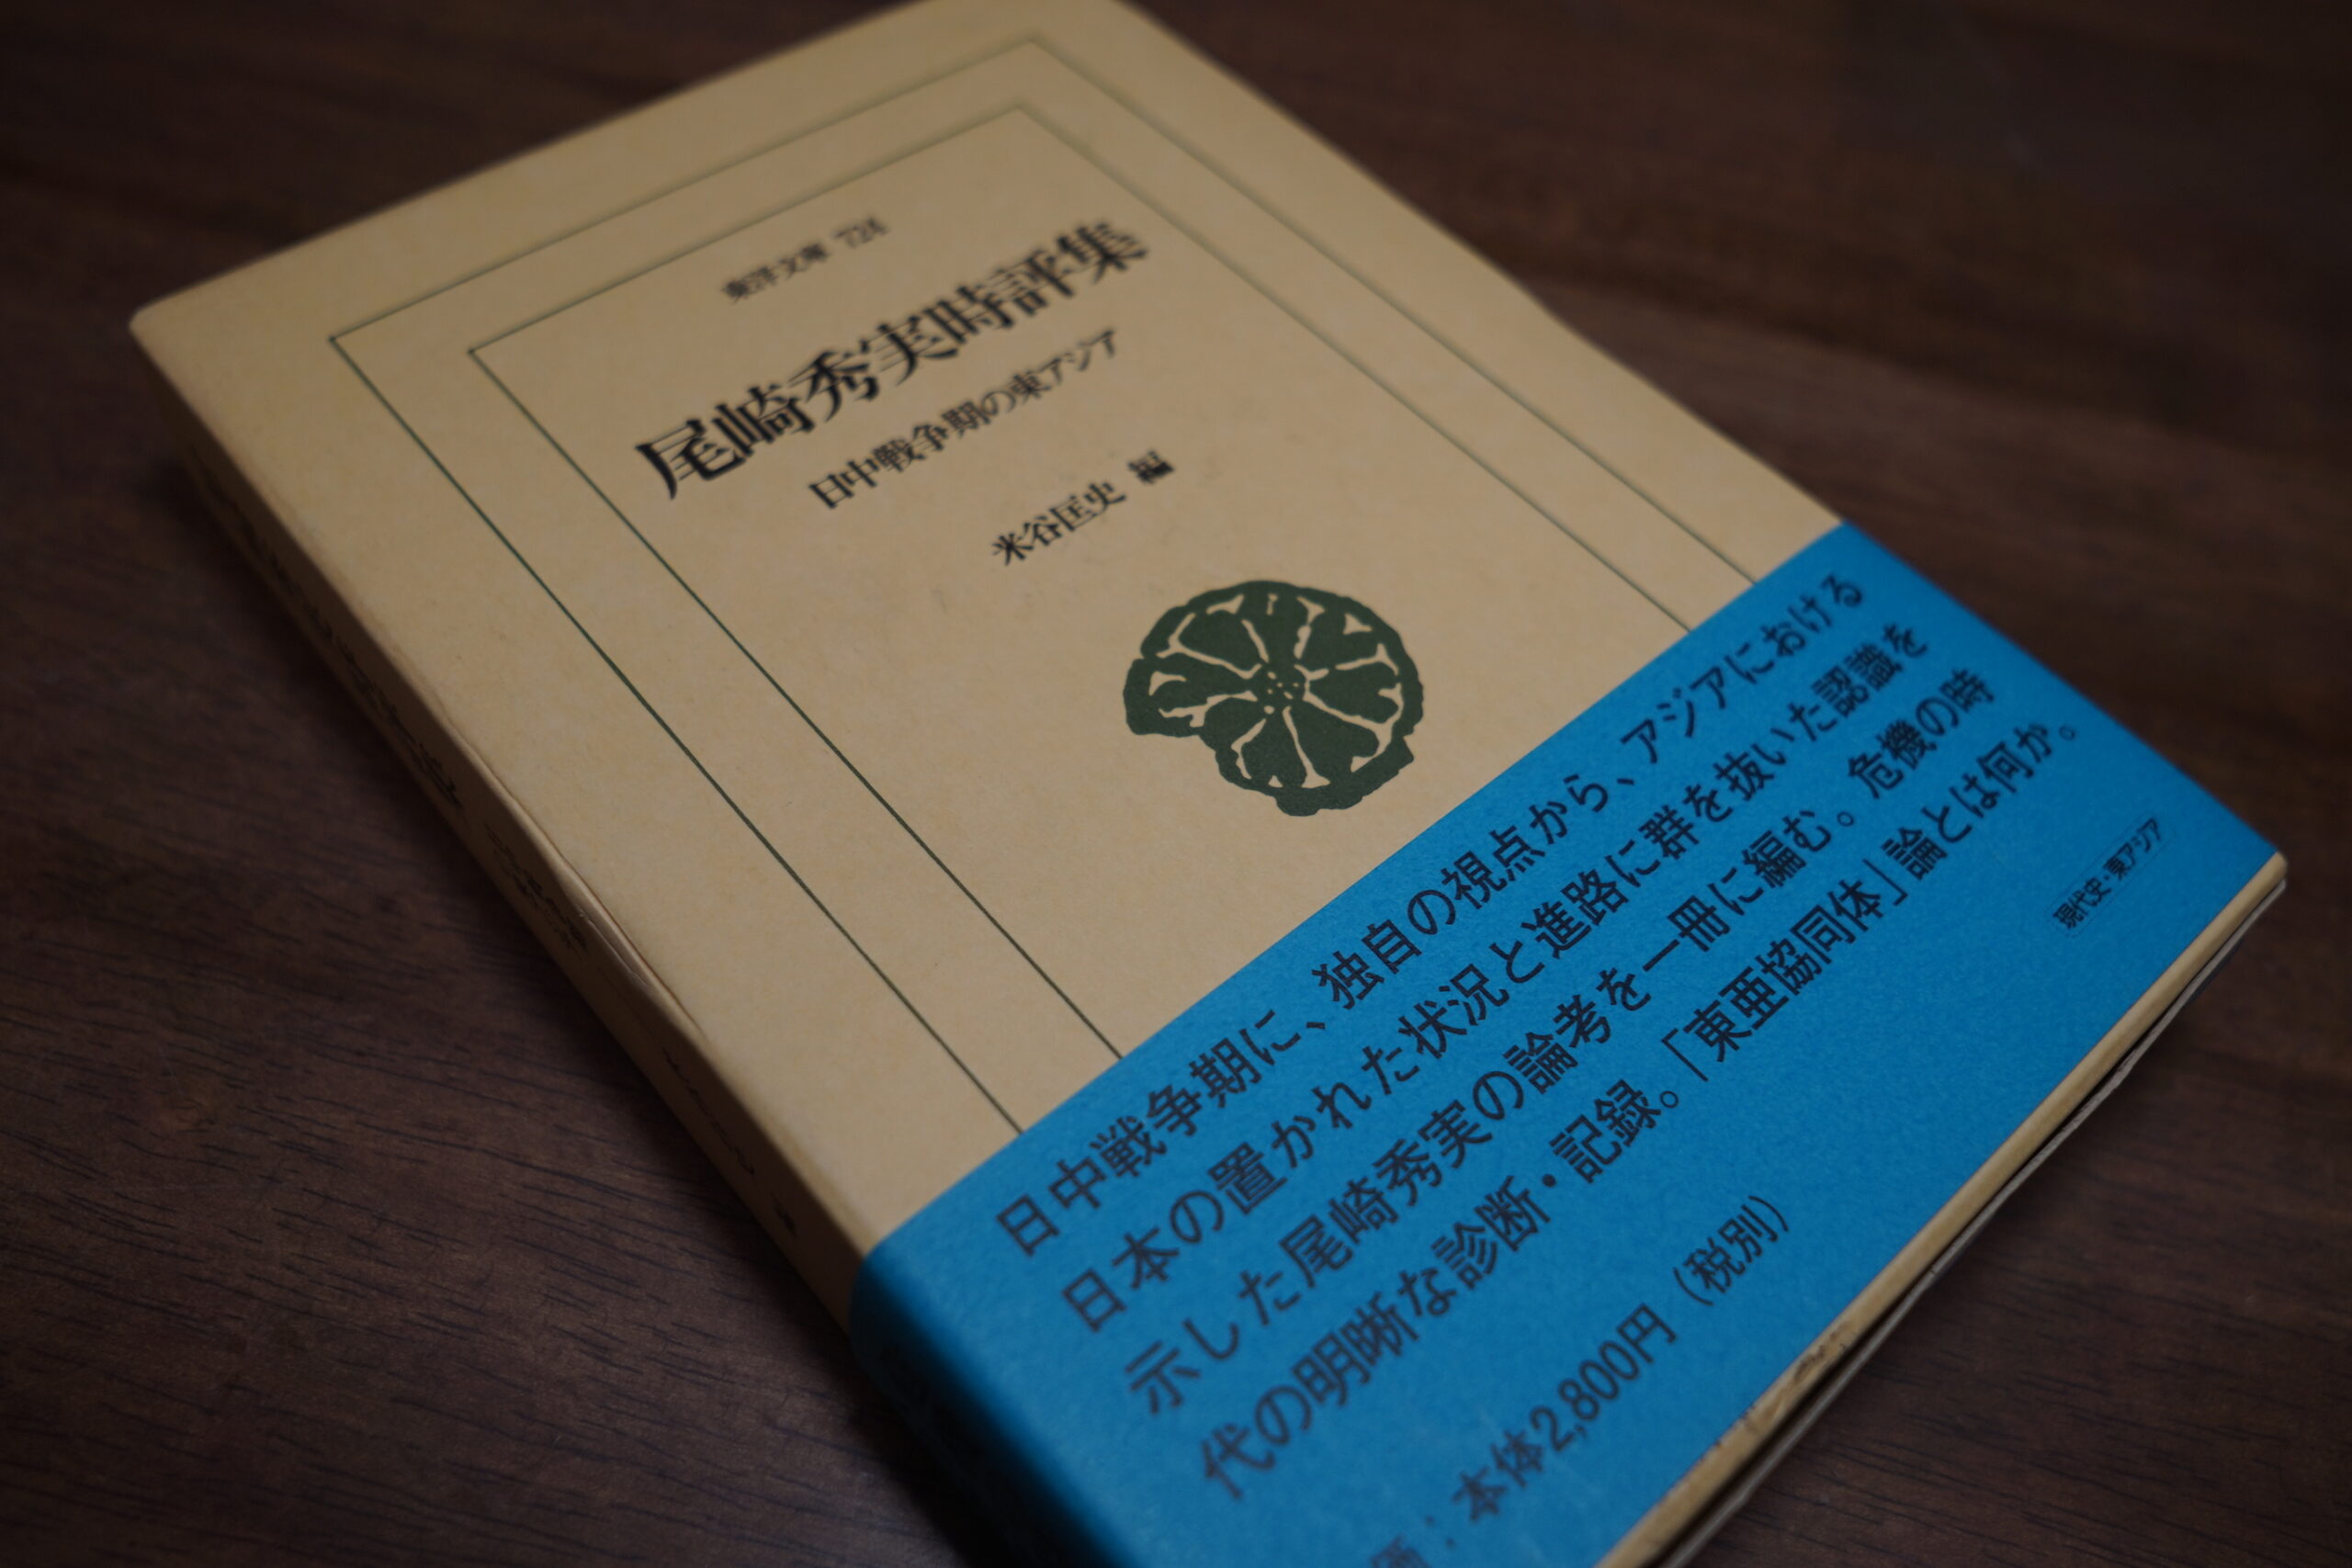 東洋文庫 724
尾崎秀実時評集
日中戦争期の東アジア
米谷匡史 編
日中戦争期に、独自の視点から、アジアにおける
日本の置かれた状況と進路に群を抜いた認識を
示した尾崎秀実の論考を一冊に編む。危機の時
代の明晰な診断・記録。「東亜協同体」論とは何か。
現代史・東アジア
価：本体2,800円（税別）